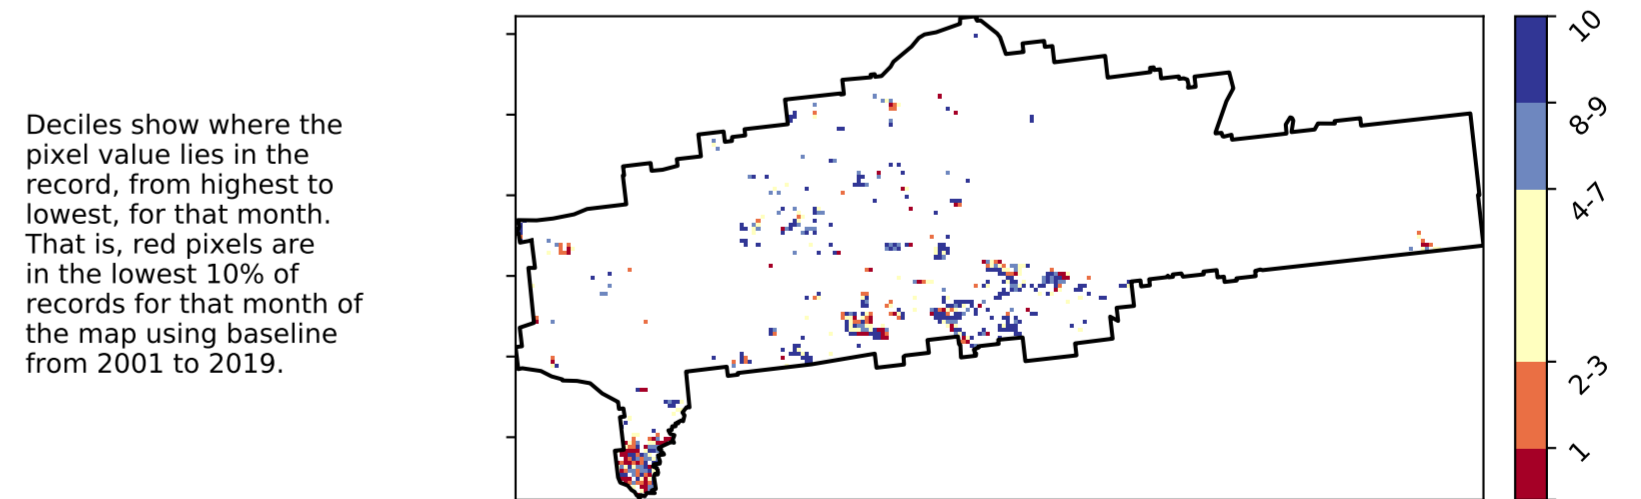 Deciles show where the
pixel value lies in the
record, from highest to
lowest, for that month.
That is, red pixels are
in the lowest 10% of
records for that month of
the map using baseline
from 2001 to 2019.
10
8-9
4-7
2-3
1